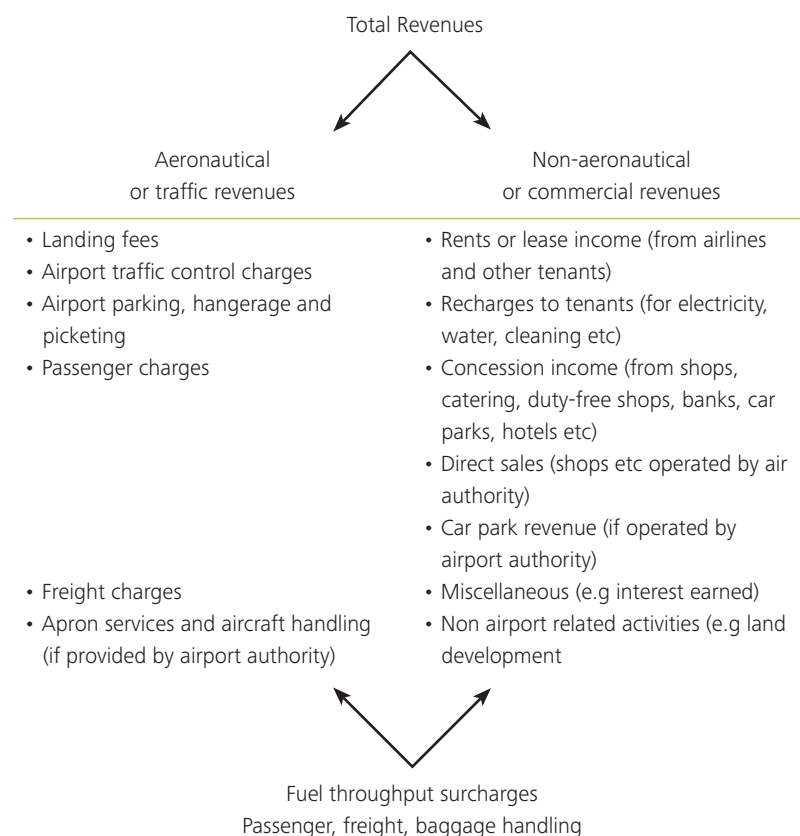 Total Revenues
Aeronautical
or traffic revenues
Non-aeronautical
or commercial revenues
• Landing fees
• Airport traffic control charges
• Airport parking, hangerage and
picketing
• Passenger charges
• Freight charges
• Apron services and aircraft handling
(if provided by airport authority)
• Rents or lease income (from airlines
and other tenants)
• Recharges to tenants (for electricity,
water, cleaning etc)
• Concession income (from shops,
catering, duty-free shops, banks, car
parks, hotels etc)
• Direct sales (shops etc operated by air
authority)
• Car park revenue (if operated by
airport authority)
• Miscellaneous (e.g interest earned)
• Non airport related activities (e.g land
development
Fuel throughput surcharges
Passenger, freight, baggage handling